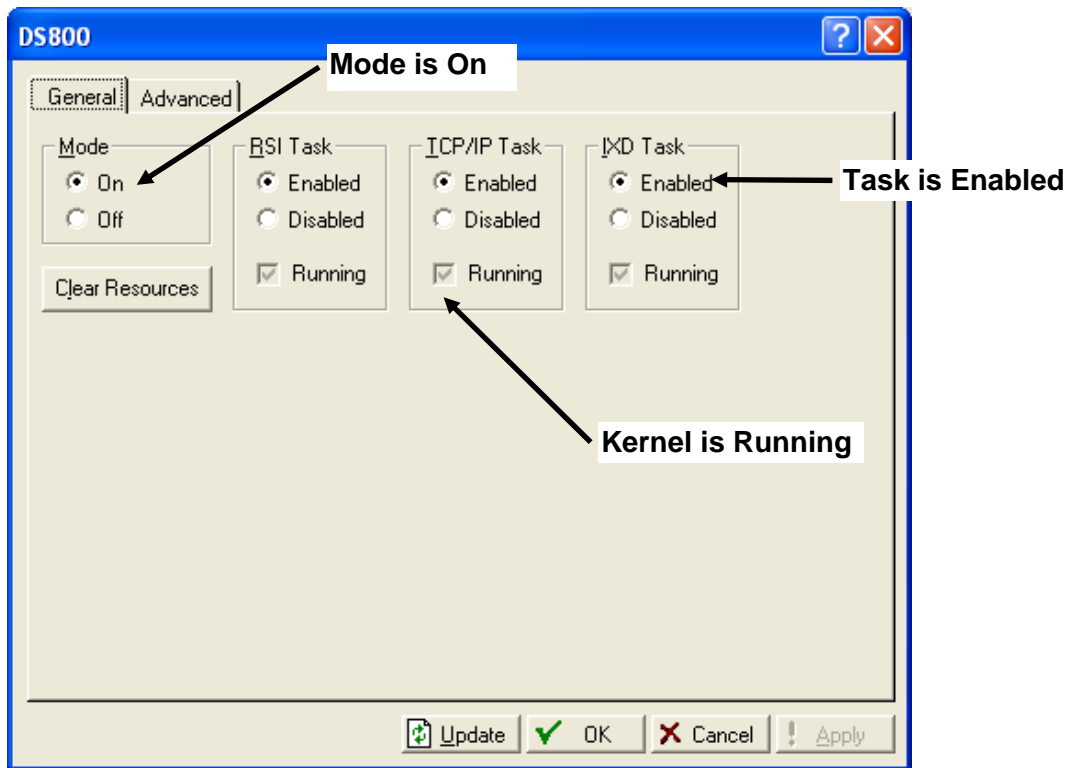 DS800
Mode is On
General Advanced
Mode
On
Off
Clear Resources
RSI Task
Enabled
Disabled
Running
TCP/IP Task
Enabled
Disabled
Running
IXD Task
Enabled
Disabled
Running
Task is Enabled
Kernel is Running
Update OK Cancel Apply